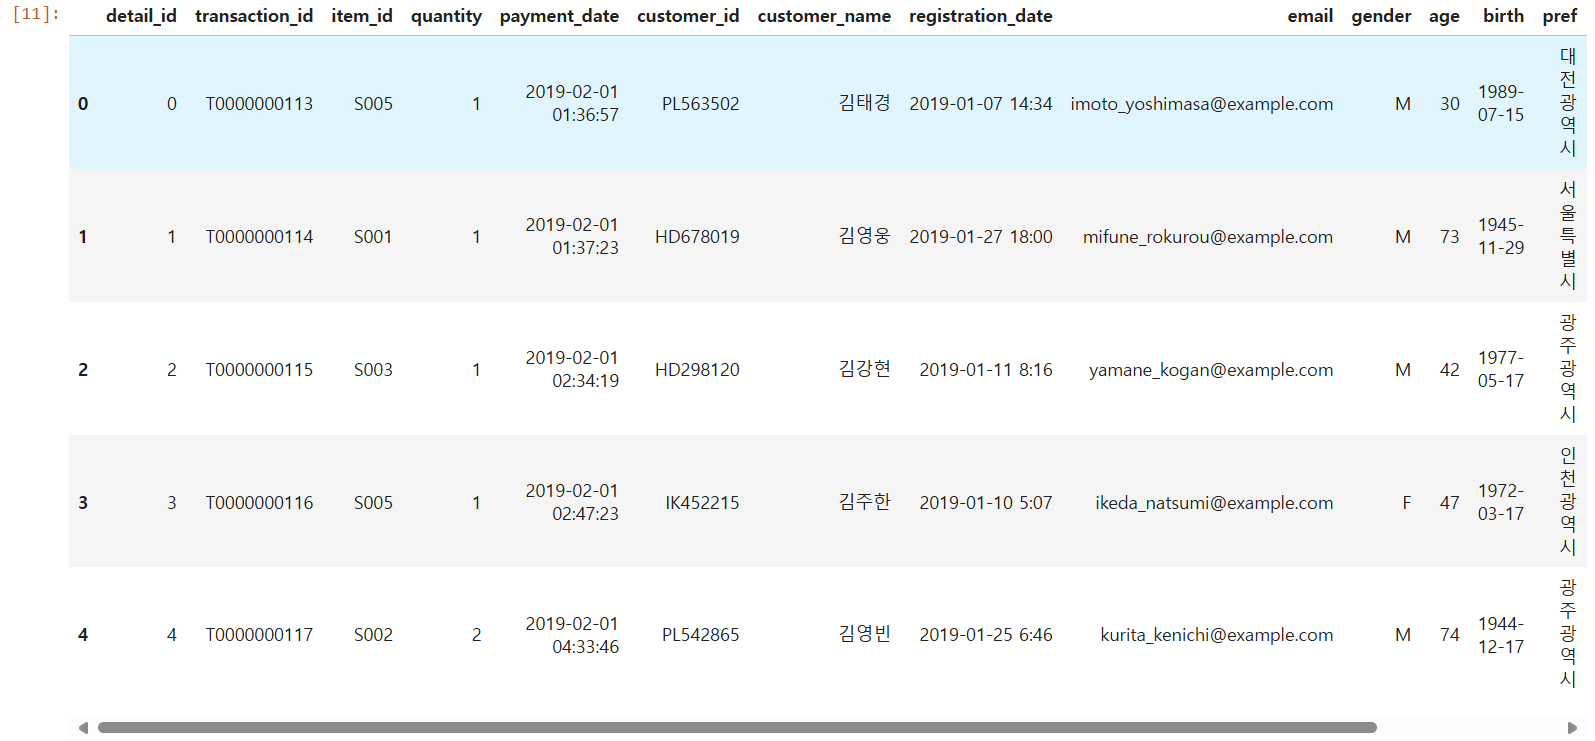 [11]:
detail_id transaction_id item_id quantity payment_date customer_id customer_name registration_date email gender age birth pref
0 0 T0000000113 S005 1 2019-02-01 01:36:57 PL563502 김태경 2019-01-07 14:34 imoto_yoshimasa@example.com M 30 1989-07-15 대전광역시
1 1 T0000000114 S001 1 2019-02-01 01:37:23 HD678019 김영웅 2019-01-27 18:00 mifune_rokurou@example.com M 73 1945-11-29 서울특별시
2 2 T0000000115 S003 1 2019-02-01 02:34:19 HD298120 김강현 2019-01-11 8:16 yamane_kogan@example.com M 42 1977-05-17 광주광역시
3 3 T0000000116 S005 1 2019-02-01 02:47:23 IK452215 김주한 2019-01-10 5:07 ikeda_natsumi@example.com F 47 1972-03-17 인천광역시
4 4 T0000000117 S002 2 2019-02-01 04:33:46 PL542865 김영빈 2019-01-25 6:46 kurita_kenichi@example.com M 74 1944-12-17 광주광역시